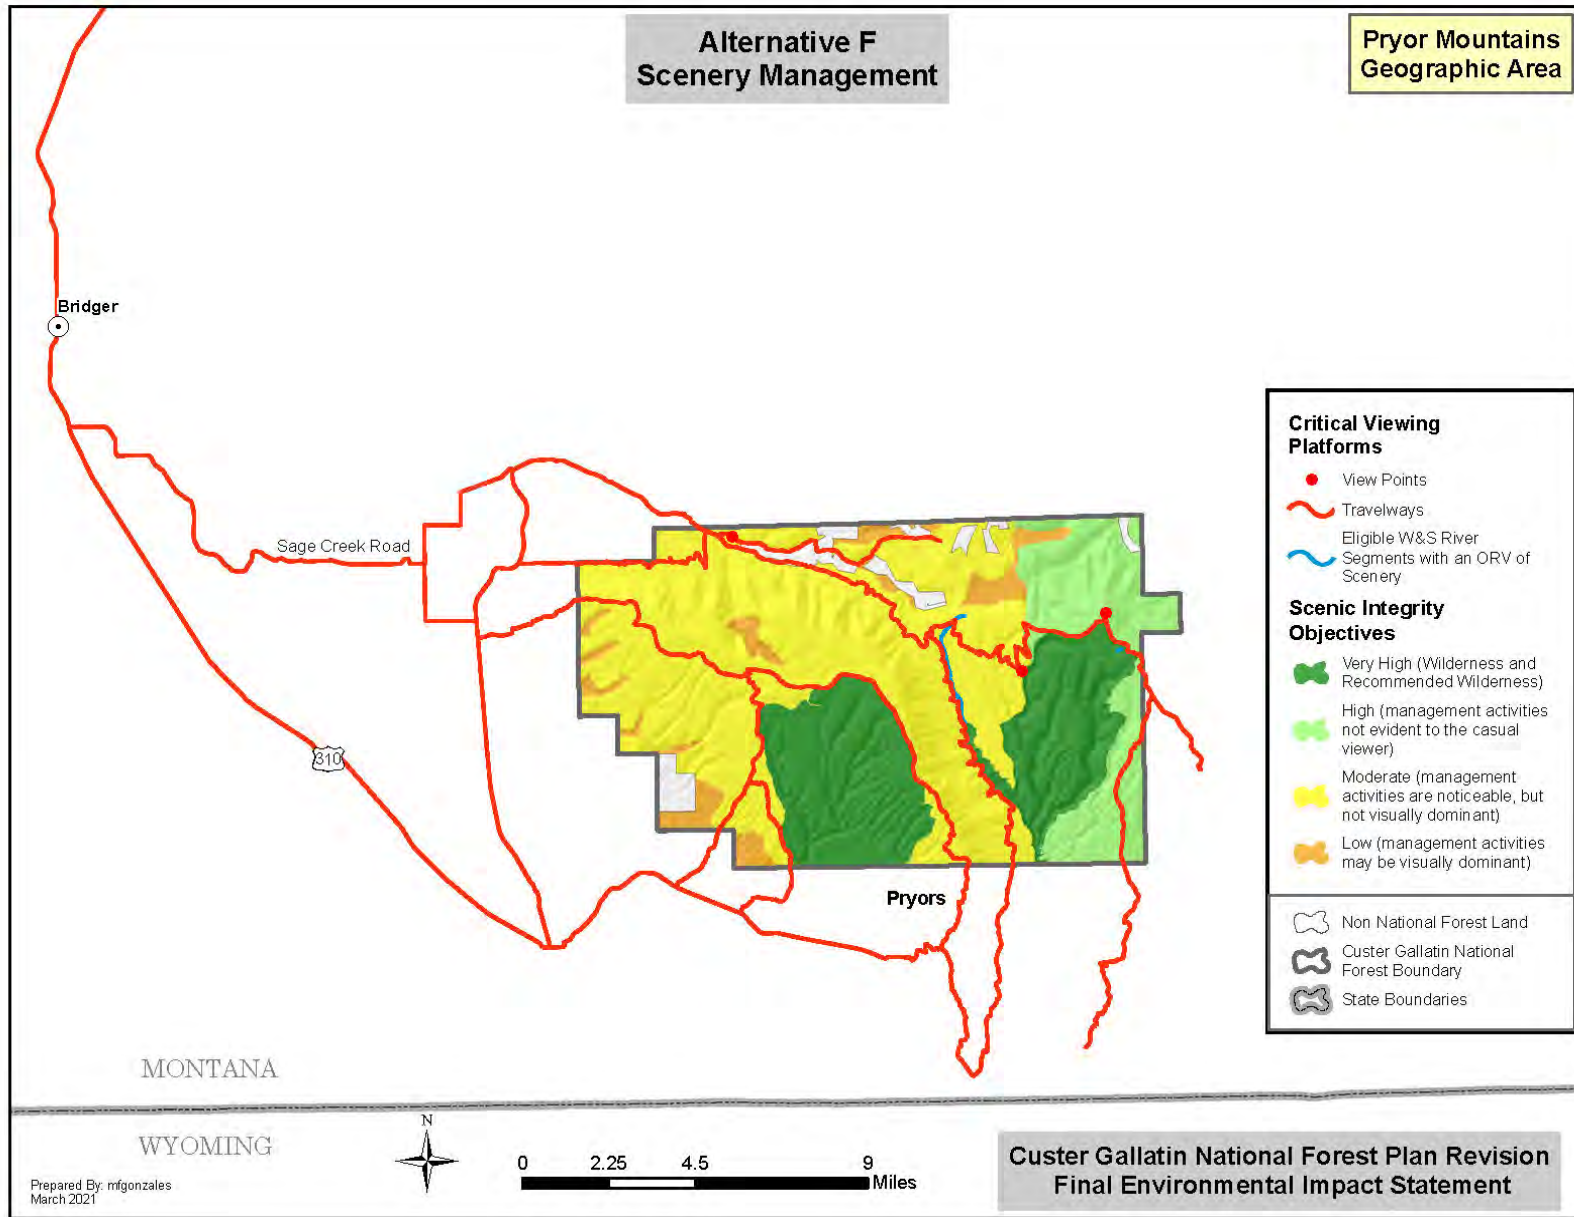 Alternative F
Scenery Management
Pryor Mountains
Geographic Area
Bridger
Sage Creek Road
310
Pryors
Critical Viewing
Platforms
View Points
Travelways
Eligible W&S River
Segments with an ORV of
Scenery
Scenic Integrity
Objectives
Very High (Wilderness and
Recommended Wilderness)
High (management activities
not evident to the casual
viewer)
Moderate (management
activities are noticeable, but
not visually dominant)
Low (management activities
may be visually dominant)
Non National Forest Land
Custer Gallatin National
Forest Boundary
State Boundaries
MONTANA
WYOMING
N
0 2.25 4.5 9
Miles
Prepared By: mfgonzales
March 2021
Custer Gallatin National Forest Plan Revision
Final Environmental Impact Statement